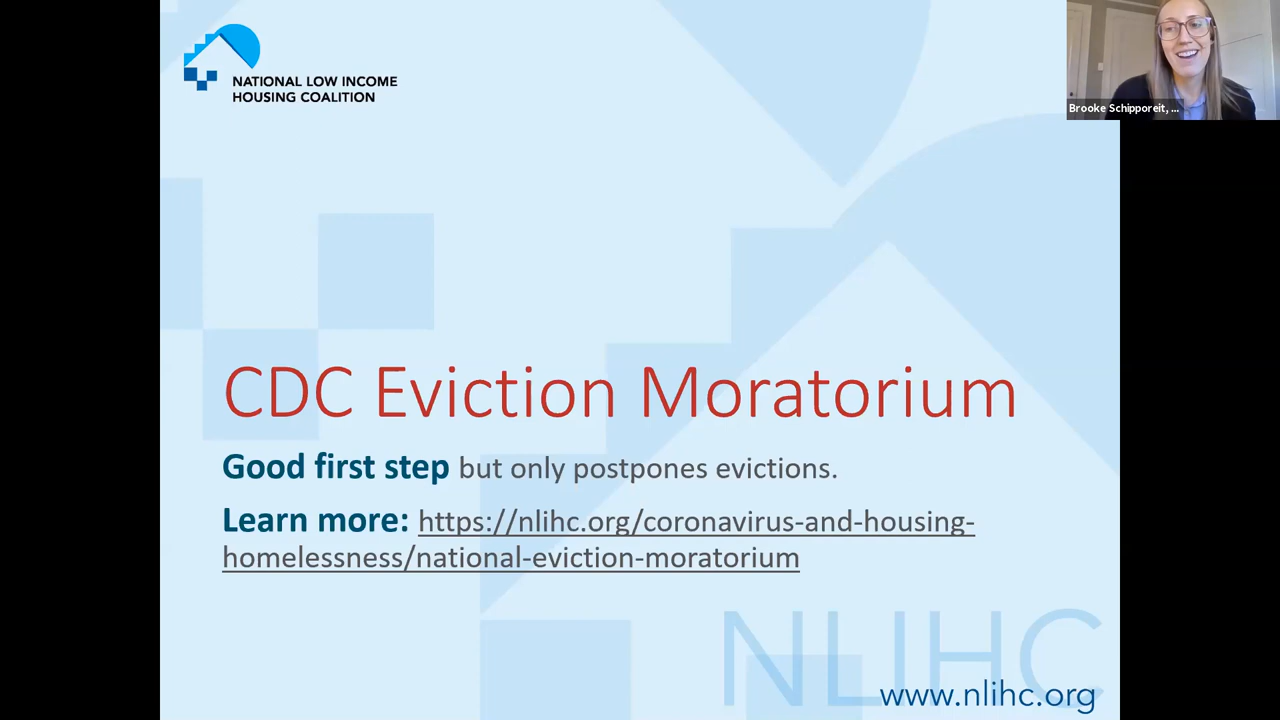 NATIONAL LOW INCOME
HOUSING COALITION
Brooke Schipporeit, ...
CDC Eviction Moratorium
Good first step but only postpones evictions.
Learn more: https://nlihc.org/coronavirus-and-housing-
homelessness/national-eviction-moratorium
NLIHC
www.nlihc.org